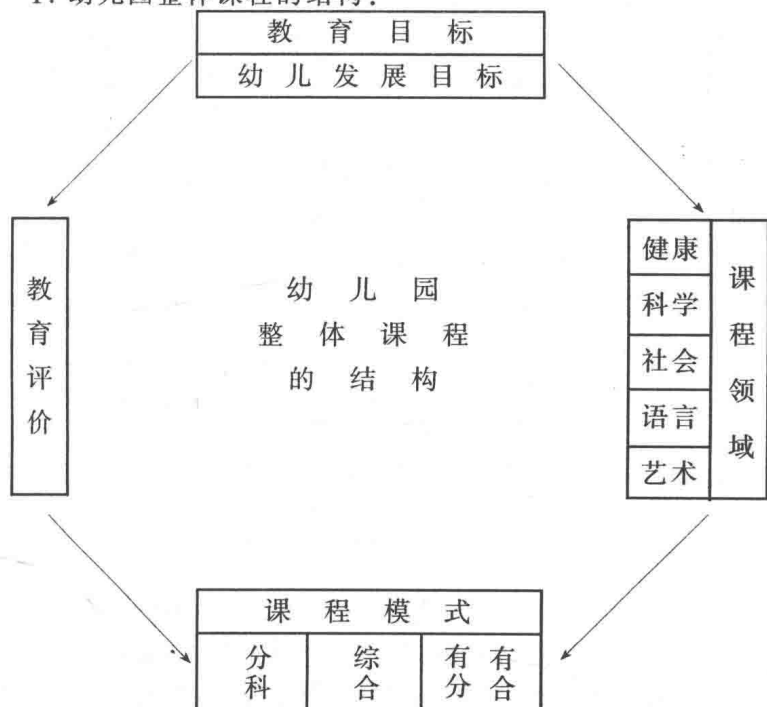 教育目标
幼儿发展目标
教育评价
幼儿园
整体课程
的结构
健康
科学
社会
语言
艺术
课程领域
课程模式
分科
综合
有分
有合